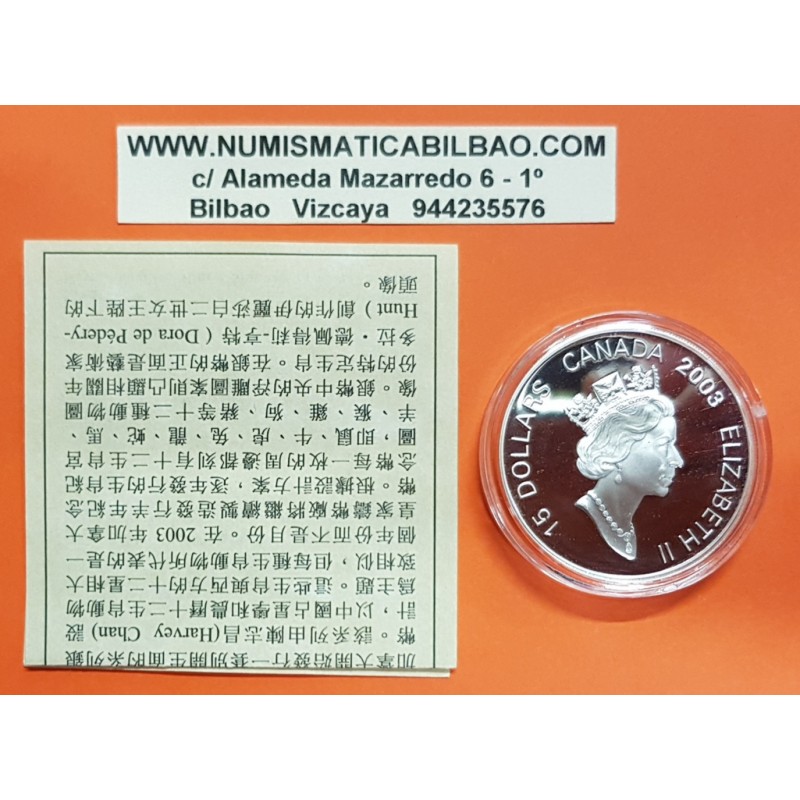 WWW.NUMISMATICABILBAO.COM
c/ Alameda Mazarredo 6 - 1º
Bilbao Vizcaya 944235576
加拿大開始發行一套別開生面的系列銀
幣。該系列由陳志昌(Harvey Chan) 設
計，以中國占星學和農曆十二生肖動物
為主題。這些生肖與西方的十二星大相
致相似，但每種生肖動物所代表的是一
個年份而不是月份。在 2003 年加拿大
皇家鑄幣廠將繼續製造發行羊年紀念
幣。根據設計方案，逐年發行的生肖紀
念幣每一枚的周邊都刻有十二生肖宮
圖，即鼠、牛、虎、兔、龍、蛇、馬、
羊、猴、雞、狗、豬等十二種動物圖
像。銀幣中央的浮雕圖案則凸顯相關年
份的特定生肖。在銀幣的正面是藝術家
多拉・德佩得利-亨特（Dora de Pédery-
Hunt）創作的伊麗莎白二世女王陛下的
頭像。
15 DOLLARS CANADA 2003 ELIZABETH II